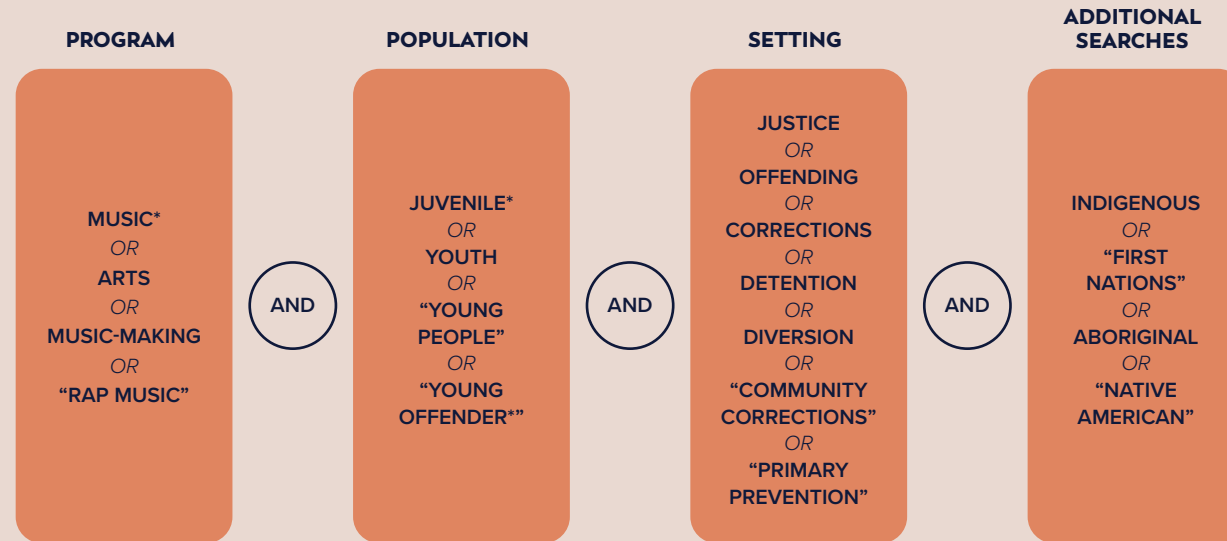 PROGRAM
MUSIC*
OR
ARTS
OR
MUSIC-MAKING
OR
“RAP MUSIC”
AND
POPULATION
JUVENILE*
OR
YOUTH
OR
“YOUNG
PEOPLE”
OR
“YOUNG
OFFENDER*”
AND
SETTING
JUSTICE
OR
OFFENDING
OR
CORRECTIONS
OR
DETENTION
OR
DIVERSION
OR
“COMMUNITY
CORRECTIONS”
OR
“PRIMARY
PREVENTION”
AND
ADDITIONAL
SEARCHES
INDIGENOUS
OR
“FIRST
NATIONS”
OR
ABORIGINAL
OR
“NATIVE
AMERICAN”